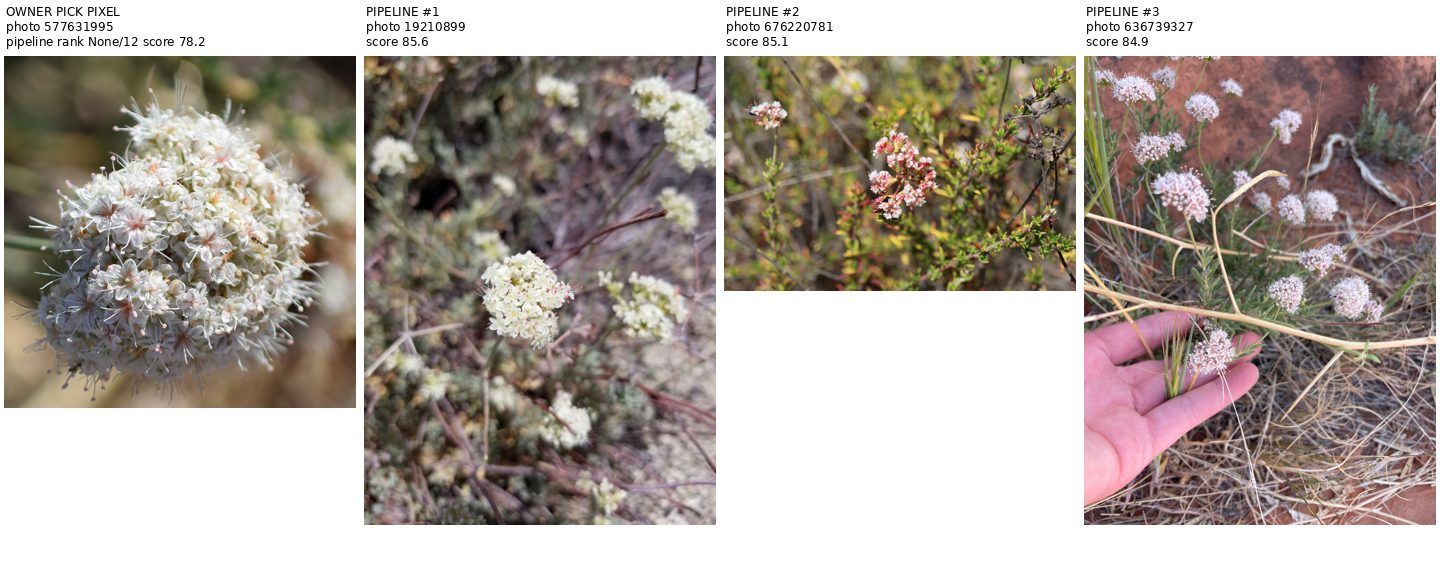 OWNER PICK PIXEL
photo 577631995
pipeline rank None/12 score 78.2
PIPELINE #1
photo 19210899
score 85.6
PIPELINE #2
photo 676220781
score 85.1
PIPELINE #3
photo 636739327
score 84.9